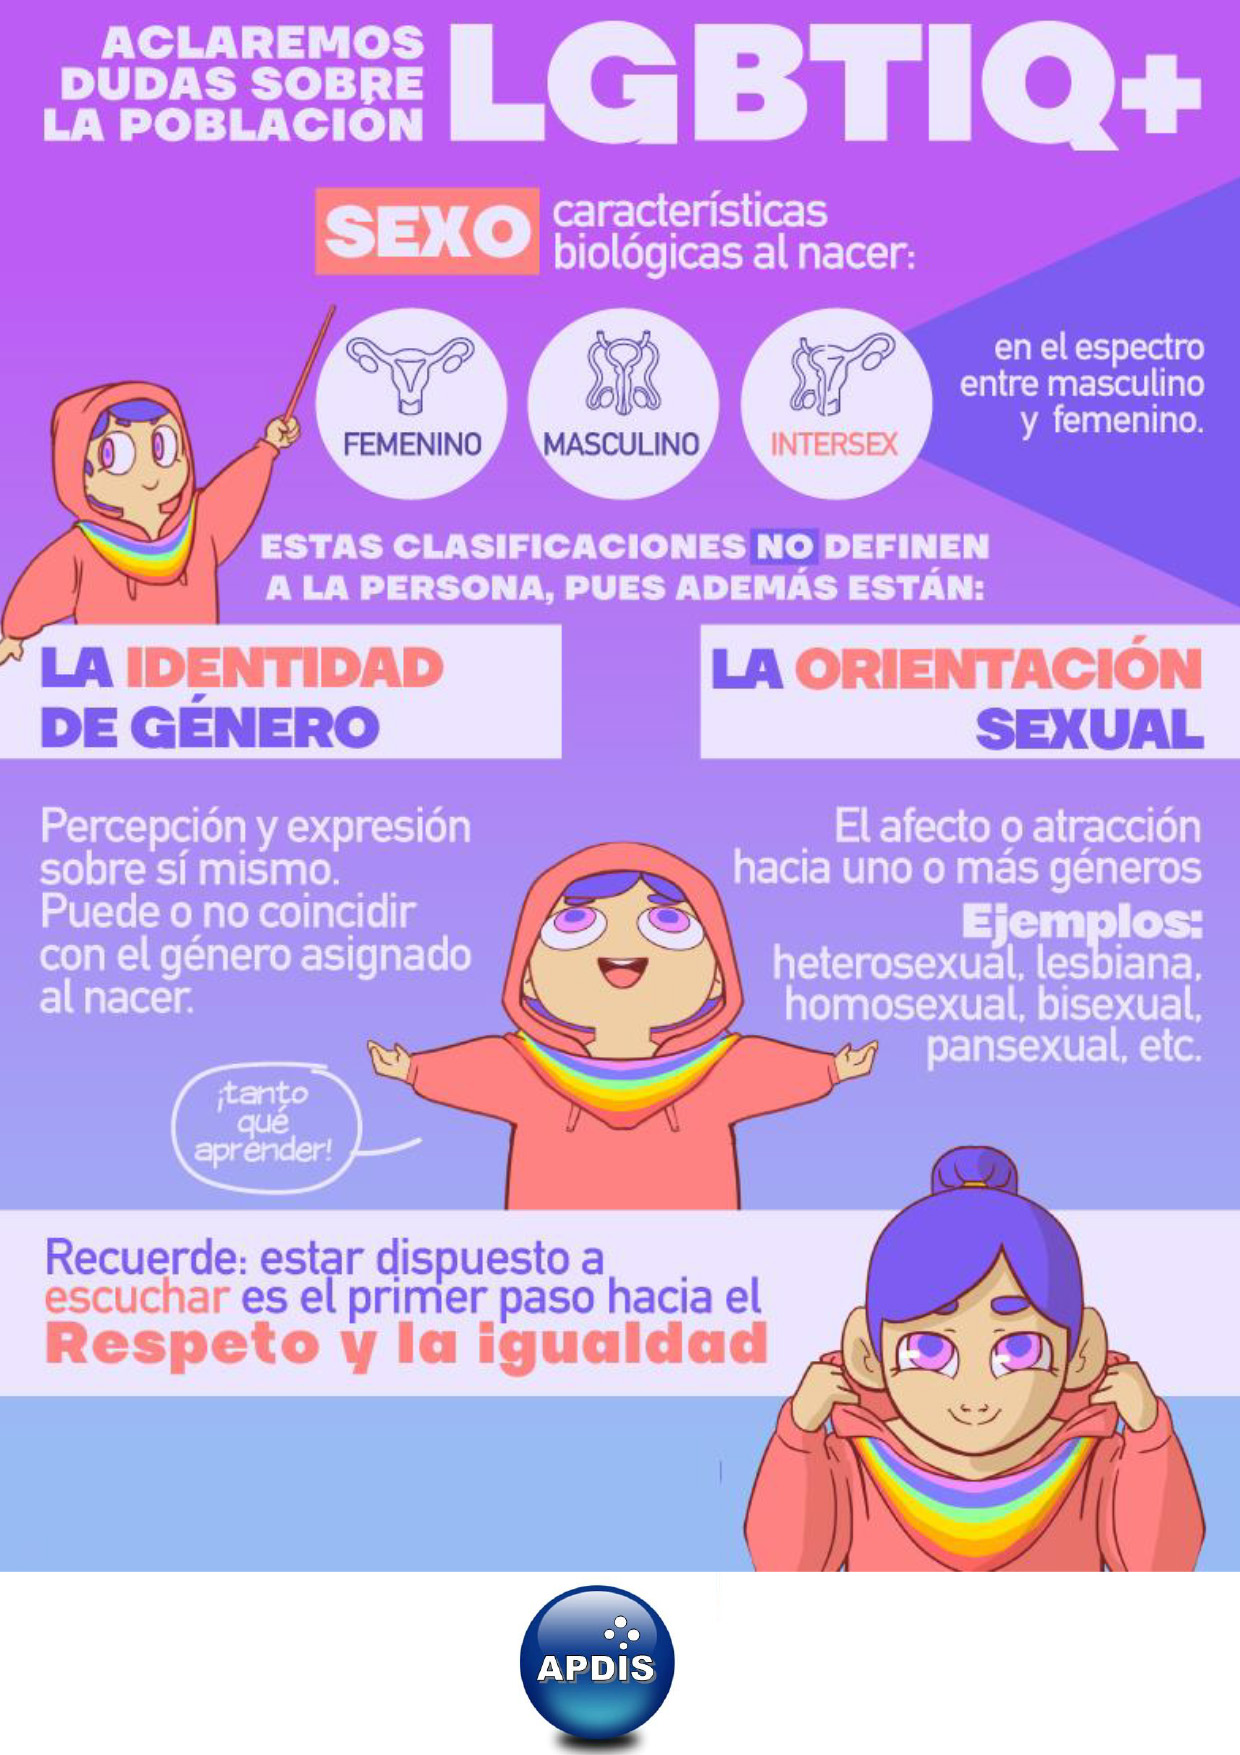 ACLAREMOS
DUDAS SOBRE
LA POBLACIÓN
LGBTIQ+
SEXO
características
biológicas al nacer:
FEMENINO
MASCULINO
INTERSEX
en el espectro
entre masculino
y femenino.
ESTAS CLASIFICACIONES NO DEFINEN
A LA PERSONA, PUES ADEMÁS ESTÁN:
LA IDENTIDAD
DE GÉNERO
Percepción y expresión
sobre sí mismo.
Puede o no coincidir
con el género asignado
al nacer.
LA ORIENTACIÓN
SEXUAL
El afecto o atracción
hacia uno o más géneros
Ejemplos:
heterosexual, lesbiana,
homosexual, bisexual,
pansexual, etc.
¡tanto
qué
aprender!
Recuerde: estar dispuesto a
escuchar es el primer paso hacia el
Respeto y la igualdad
APDIS